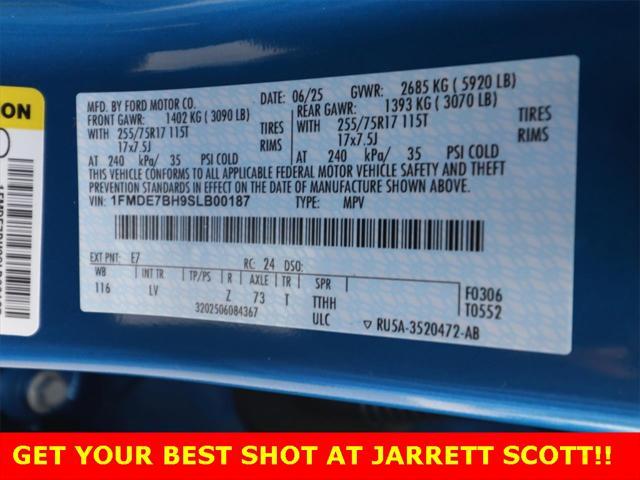 ION
MFD. BY FORD MOTOR CO.
DATE: 06/25 GVWR: 2685 KG ( 5920 LB)
FRONT GAWR: 1402 KG ( 3090 LB)
REAR GAWR: 1393 KG ( 3070 LB)
WITH 255/75R17 115T TIRES
WITH 255/75R17 115T TIRES
17x7.5J RIMS
17x7.5J RIMS
AT 240 kPa/ 35 PSI COLD
AT 240 kPa/ 35 PSI COLD
THIS VEHICLE CONFORMS TO ALL APPLICABLE FEDERAL MOTOR VEHICLE SAFETY AND THEFT
PREVENTION STANDARDS IN EFFECT ON THE DATE OF MANUFACTURE SHOWN ABOVE.
VIN: 1FMDE7BH9SLB00187 TYPE: MPV
EXT PNT: E7 RC: 24 DSO:
WB INT TR TP/PS R AXLE TR SPR
116 LV Z 73 T TTHH
F0306
T0552
3202506084367 ULC
RU5A-3520472-AB
GET YOUR BEST SHOT AT JARRETT SCOTT!!